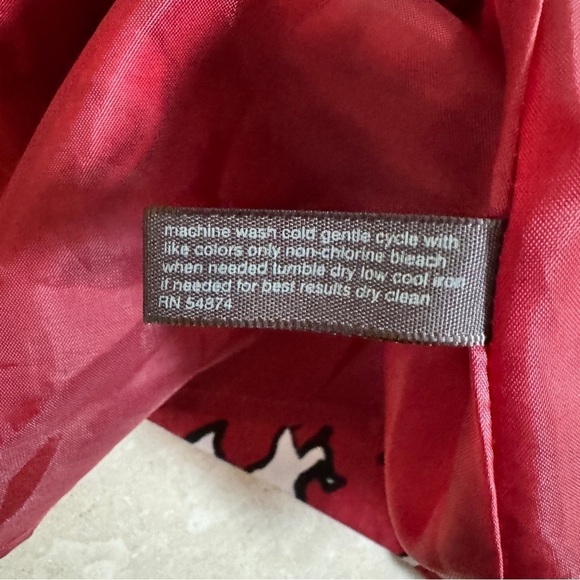 machine wash cold gentle cycle with
like colors only non-chlorine bleach
when needed tumble dry low cool iron
if needed for best results dry clean
RN 54874